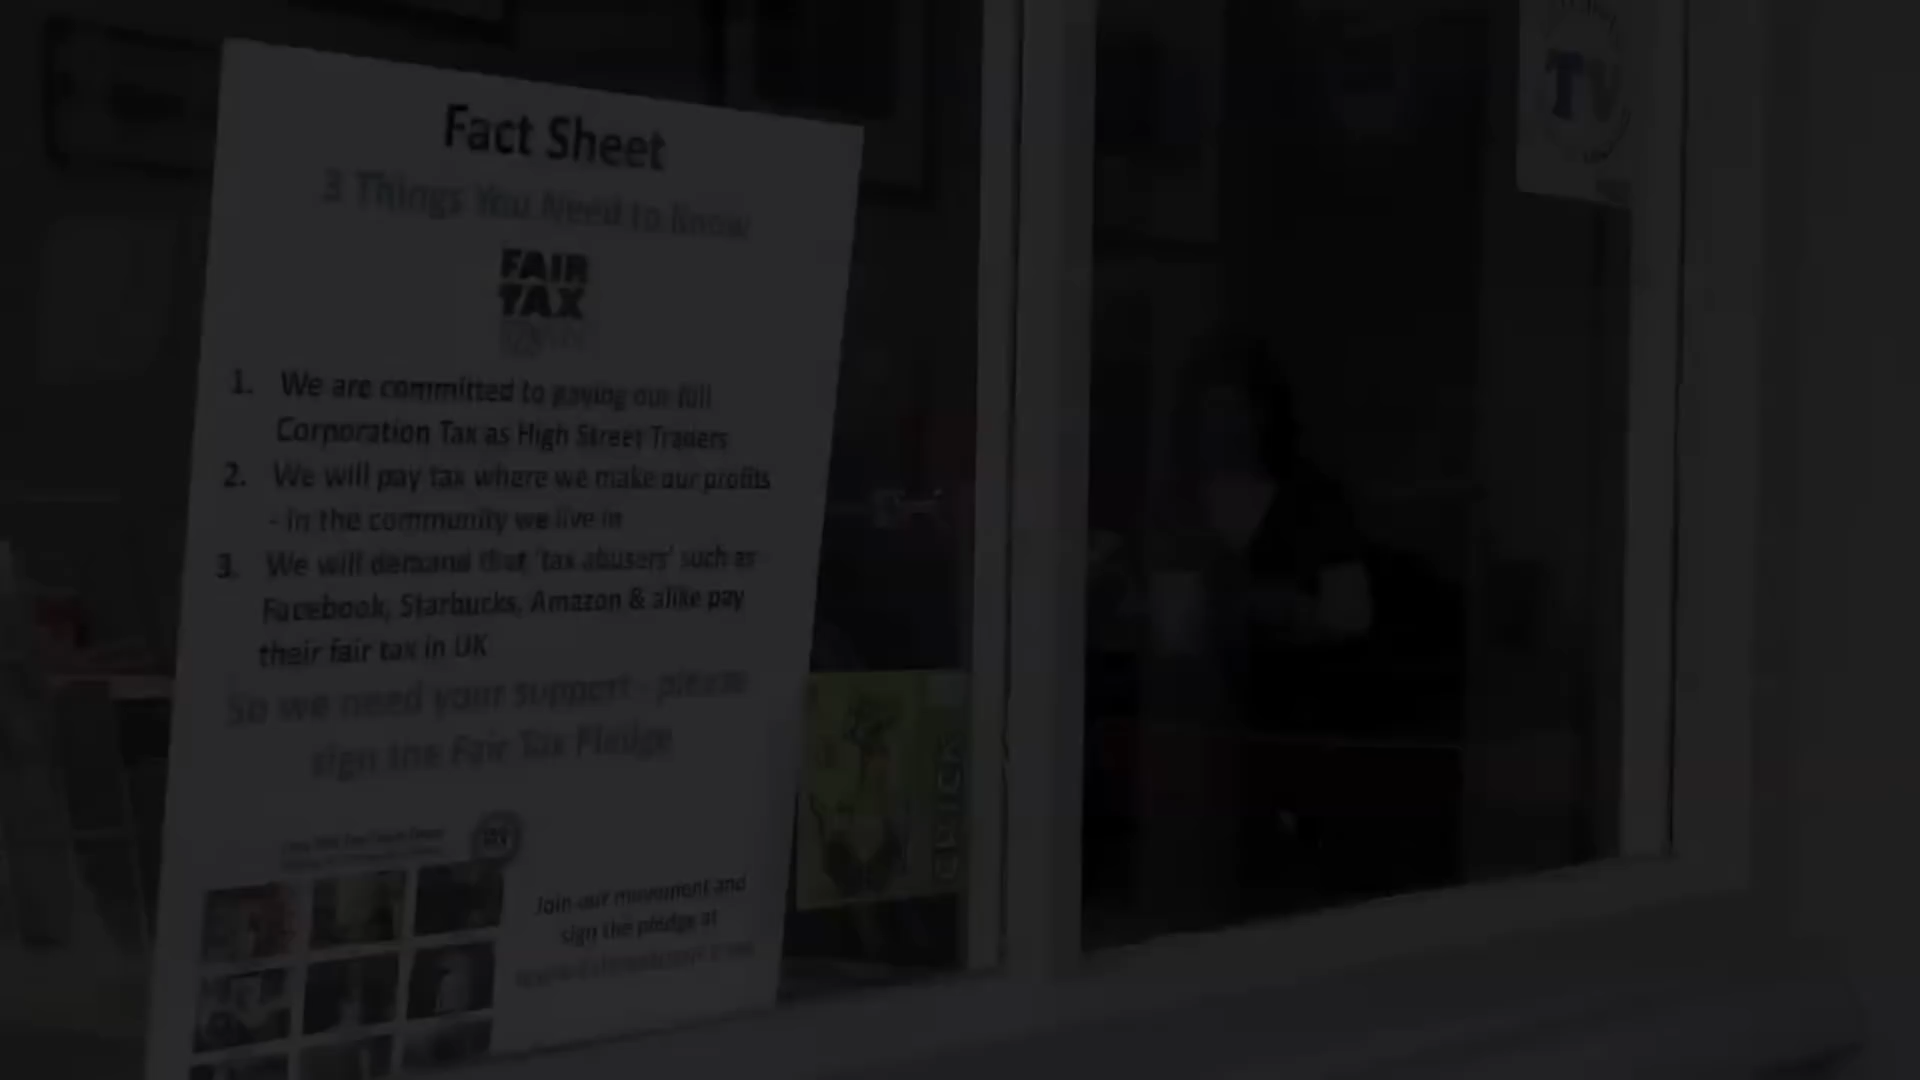 Fact Sheet
3 Things You Need to Know
FAIR
TAX
1. We are committed to paying our full
Corporation Tax as High Street Traders
2. We will pay tax where we make our profits
- in the community we live in
3. We will demand that 'tax abusers' such as
Facebook, Starbucks, Amazon & alike pay
their fair tax in UK
So we need your support - please
sign the Fair Tax Pledge
Join our movement and
sign the pledge at
TV